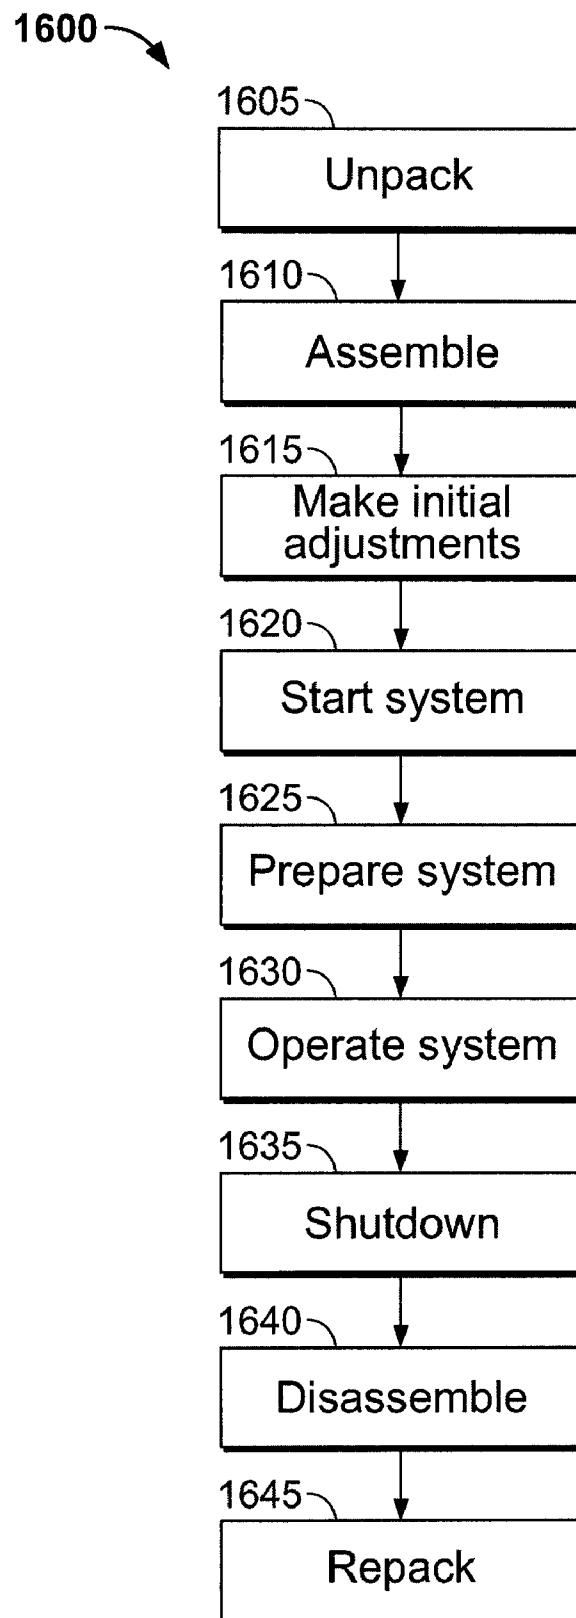 1600
1605
Unpack
1610
Assemble
1615
Make initial
adjustments
1620
Start system
1625
Prepare system
1630
Operate system
1635
Shutdown
1640
Disassemble
1645
Repack